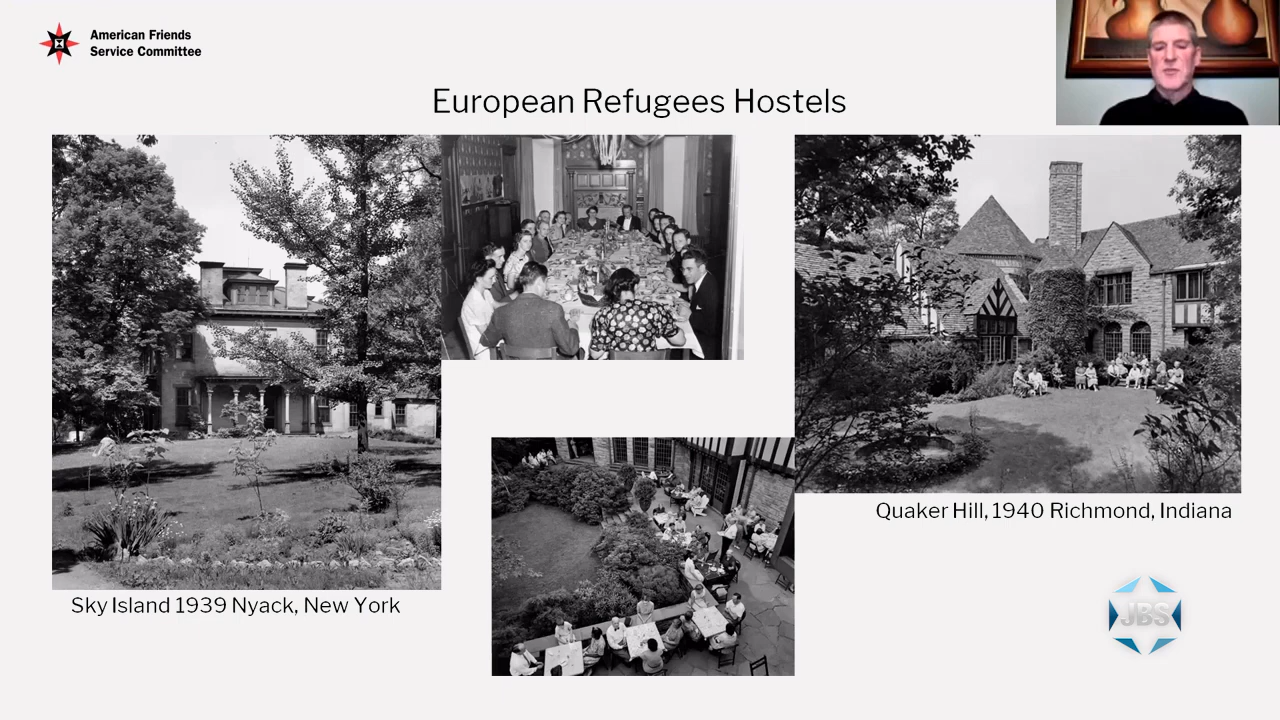 American Friends
Service Committee
European Refugees Hostels
Quaker Hill, 1940 Richmond, Indiana
Sky Island 1939 Nyack, New York
JBS